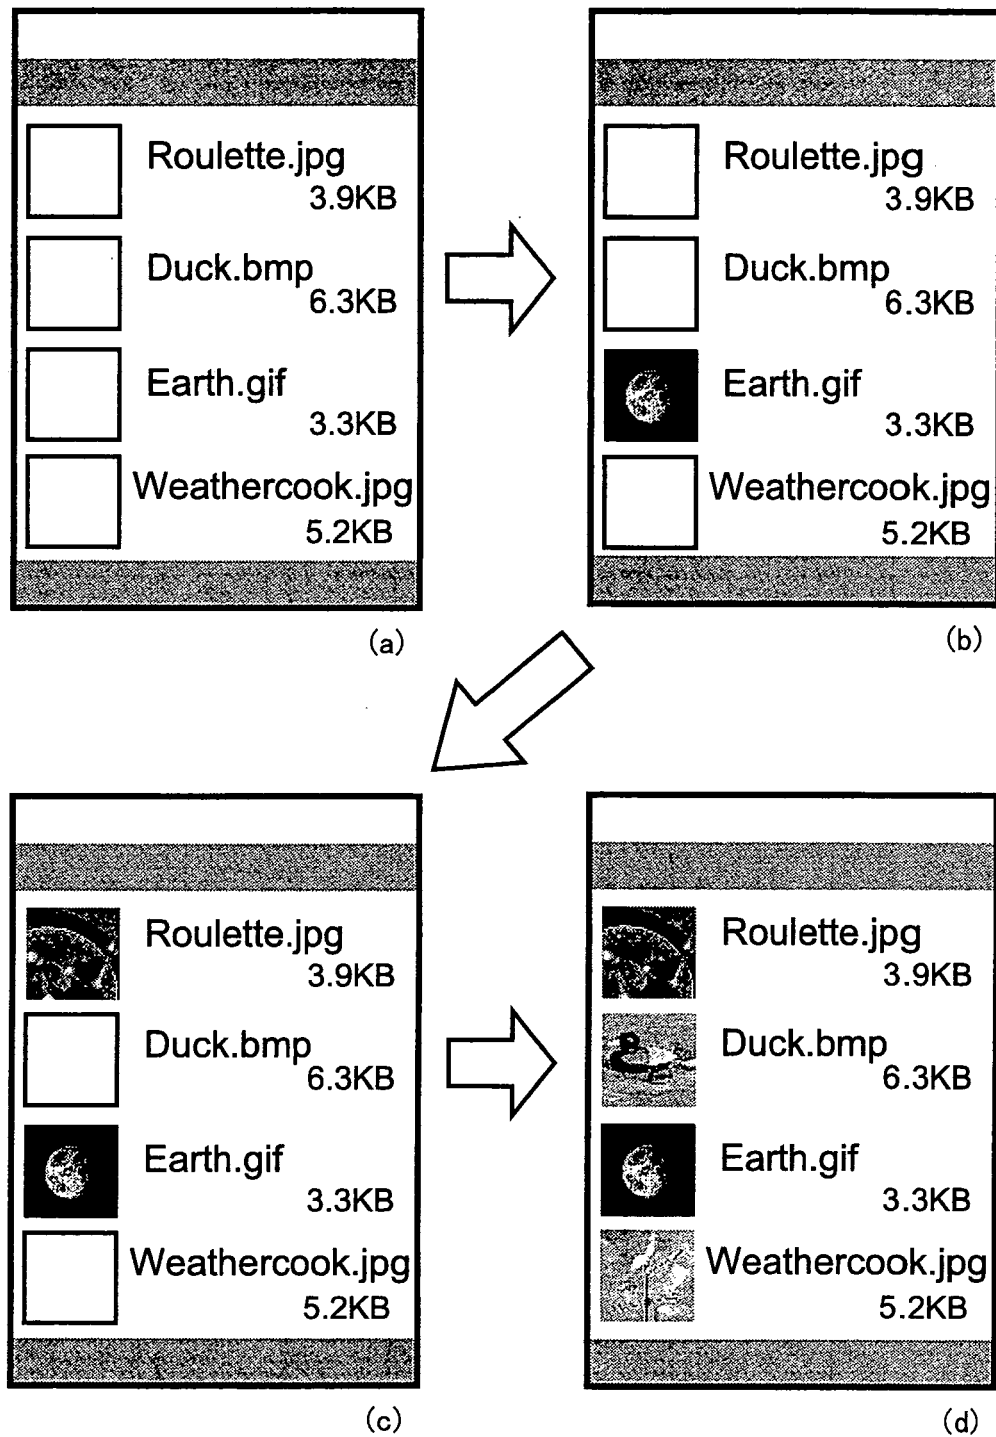 Roulette.jpg
3.9KB
Duck.bmp
6.3KB
Earth.gif
3.3KB
Weathercook.jpg
5.2KB
(a)
Roulette.jpg
3.9KB
Duck.bmp
6.3KB
Earth.gif
3.3KB
Weathercook.jpg
5.2KB
(b)
Roulette.jpg
3.9KB
Duck.bmp
6.3KB
Earth.gif
3.3KB
Weathercook.jpg
5.2KB
(c)
Roulette.jpg
3.9KB
Duck.bmp
6.3KB
Earth.gif
3.3KB
Weathercook.jpg
5.2KB
(d)